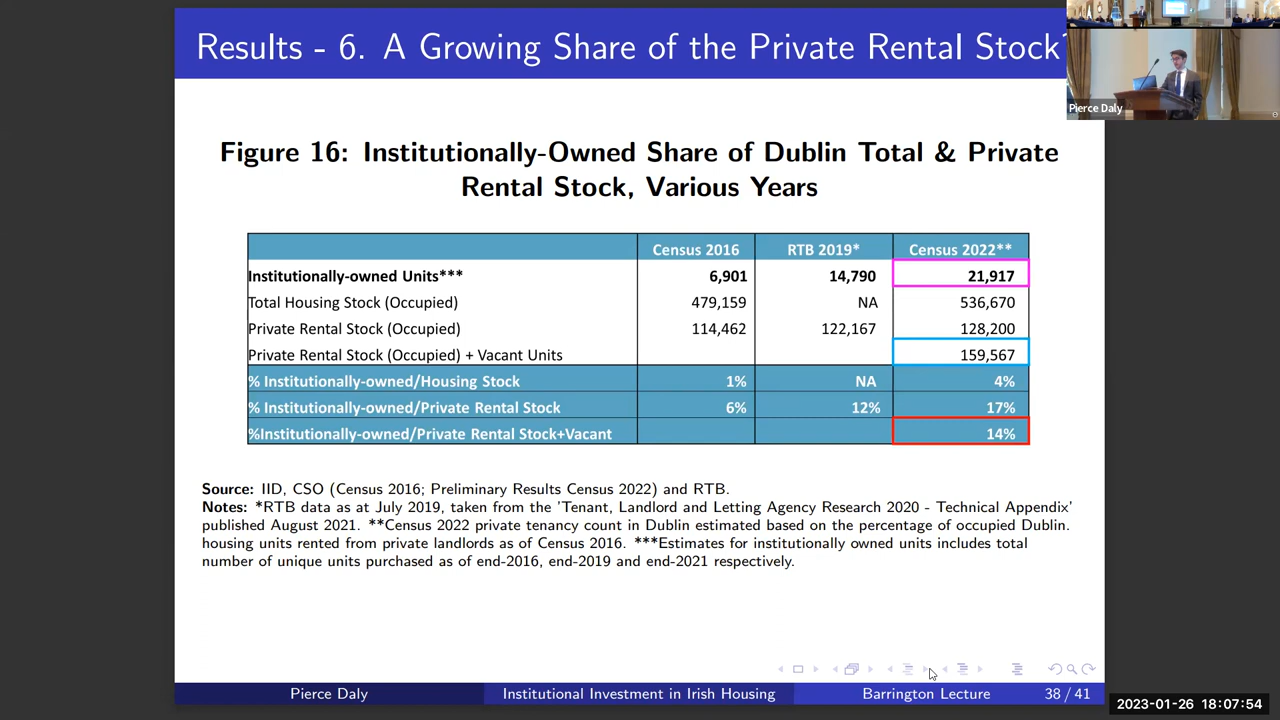 Results - 6. A Growing Share of the Private Rental Stock?
Pierce Daly
Figure 16: Institutionally-Owned Share of Dublin Total & Private
Rental Stock, Various Years
Census 2016 RTB 2019* Census 2022**
Institutionally-owned Units*** 6,901 14,790 21,917
Total Housing Stock (Occupied) 479,159 NA 536,670
Private Rental Stock (Occupied) 114,462 122,167 128,200
Private Rental Stock (Occupied) + Vacant Units 159,567
% Institutionally-owned/Housing Stock 1% NA 4%
% Institutionally-owned/Private Rental Stock 6% 12% 17%
%Institutionally-owned/Private Rental Stock+Vacant 14%
Source: IID, CSO (Census 2016; Preliminary Results Census 2022) and RTB.
Notes: *RTB data as at July 2019, taken from the 'Tenant, Landlord and Letting Agency Research 2020 - Technical Appendix'
published August 2021. **Census 2022 private tenancy count in Dublin estimated based on the percentage of occupied Dublin.
housing units rented from private landlords as of Census 2016. ***Estimates for institutionally owned units includes total
number of unique units purchased as of end-2016, end-2019 and end-2021 respectively.
Pierce Daly Institutional Investment in Irish Housing Barrington Lecture 38 / 41
2023-01-26 18:07:54